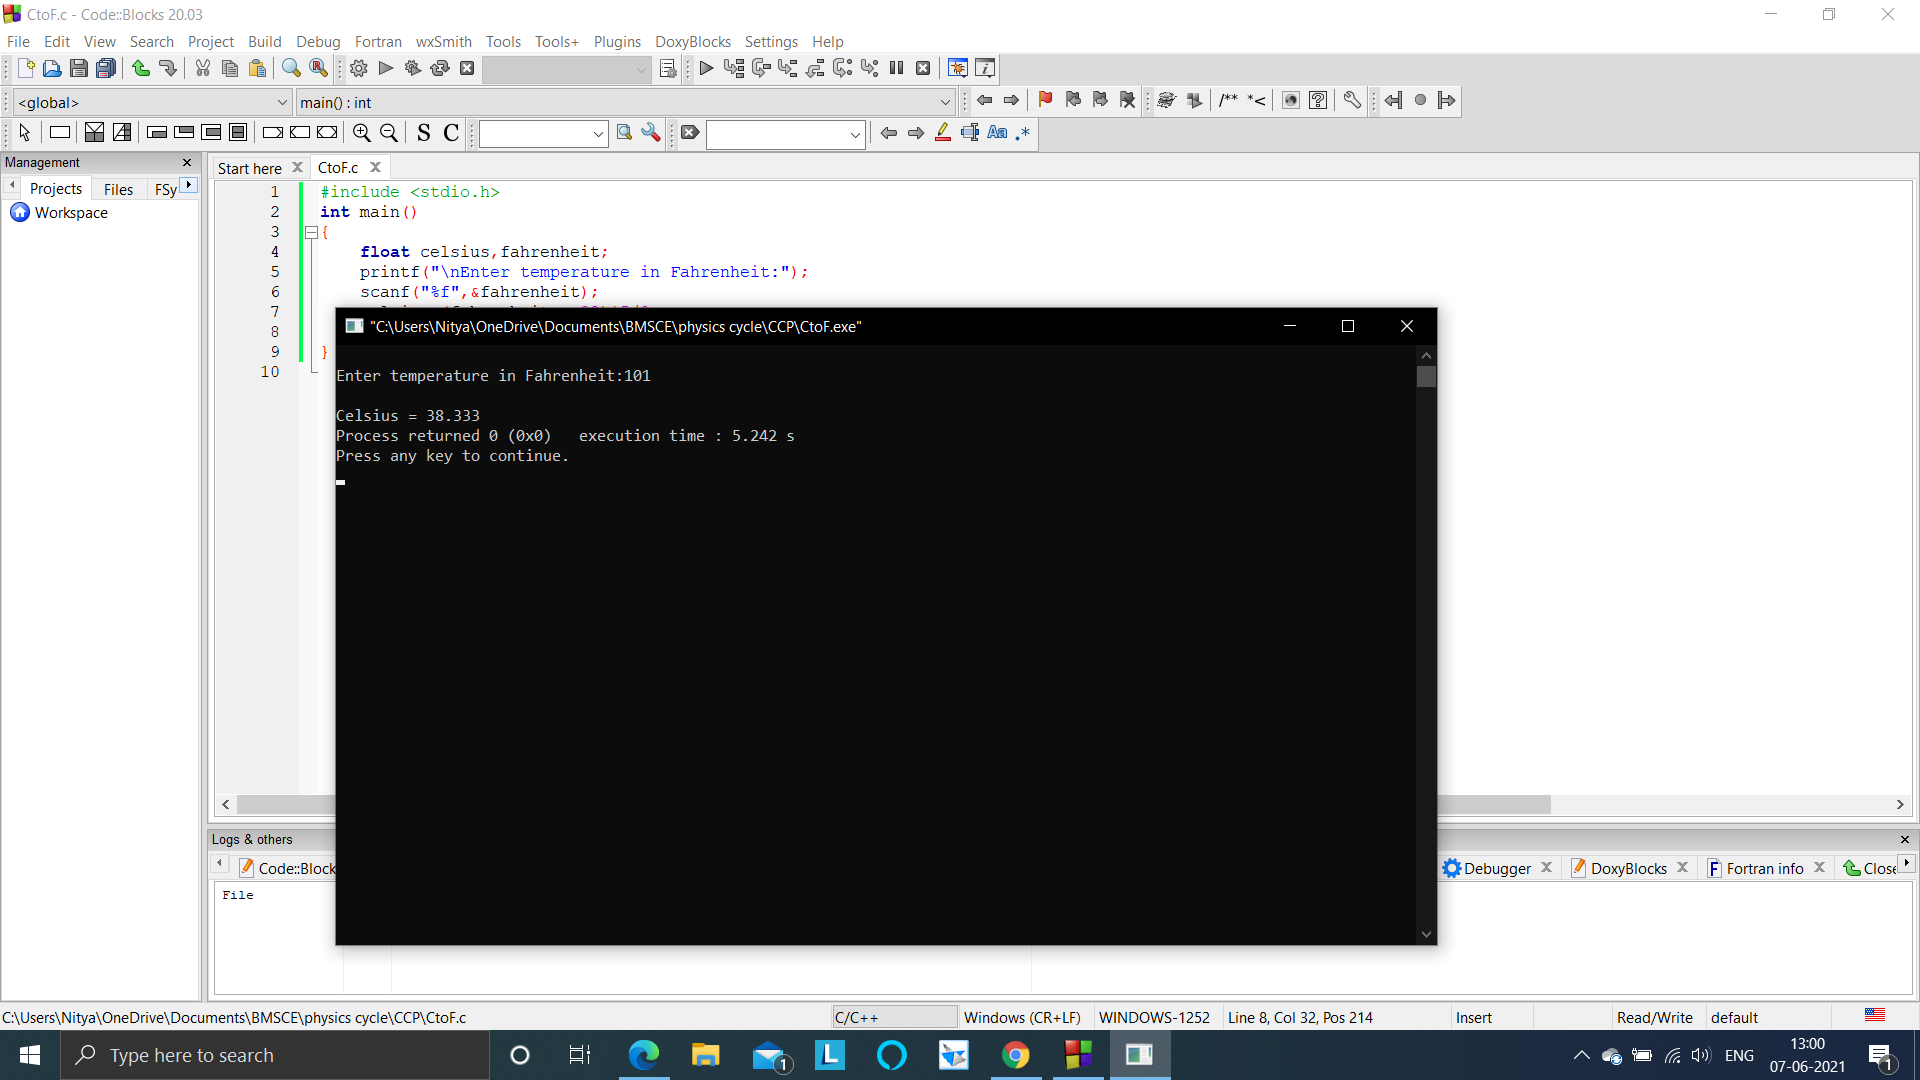 CtoF.c - Code::Blocks 20.03
File Edit View Search Project Build Debug Fortran wxSmith Tools Tools+ Plugins DoxyBlocks Settings Help
<global> main() : int
/** *<
S C Aa .*
Management
Start here CtoF.c
Projects Files FSy
Workspace
1 #include <stdio.h>
2 int main()
3 {
4 float celsius,fahrenheit;
5 printf("\nEnter temperature in Fahrenheit:");
6 scanf("%f",&fahrenheit);
7
8
9 }
10
"C:\Users\Nitya\OneDrive\Documents\BMSCE\physics cycle\CCP\CtoF.exe"
Enter temperature in Fahrenheit:101
Celsius = 38.333
Process returned 0 (0x0)   execution time : 5.242 s
Press any key to continue.
Logs & others
Code::Block Debugger DoxyBlocks Fortran info Close
File
C:\Users\Nitya\OneDrive\Documents\BMSCE\physics cycle\CCP\CtoF.c C/C++ Windows (CR+LF) WINDOWS-1252 Line 8, Col 32, Pos 214 Insert Read/Write default
Type here to search
1
L
ENG
13:00
07-06-2021
1